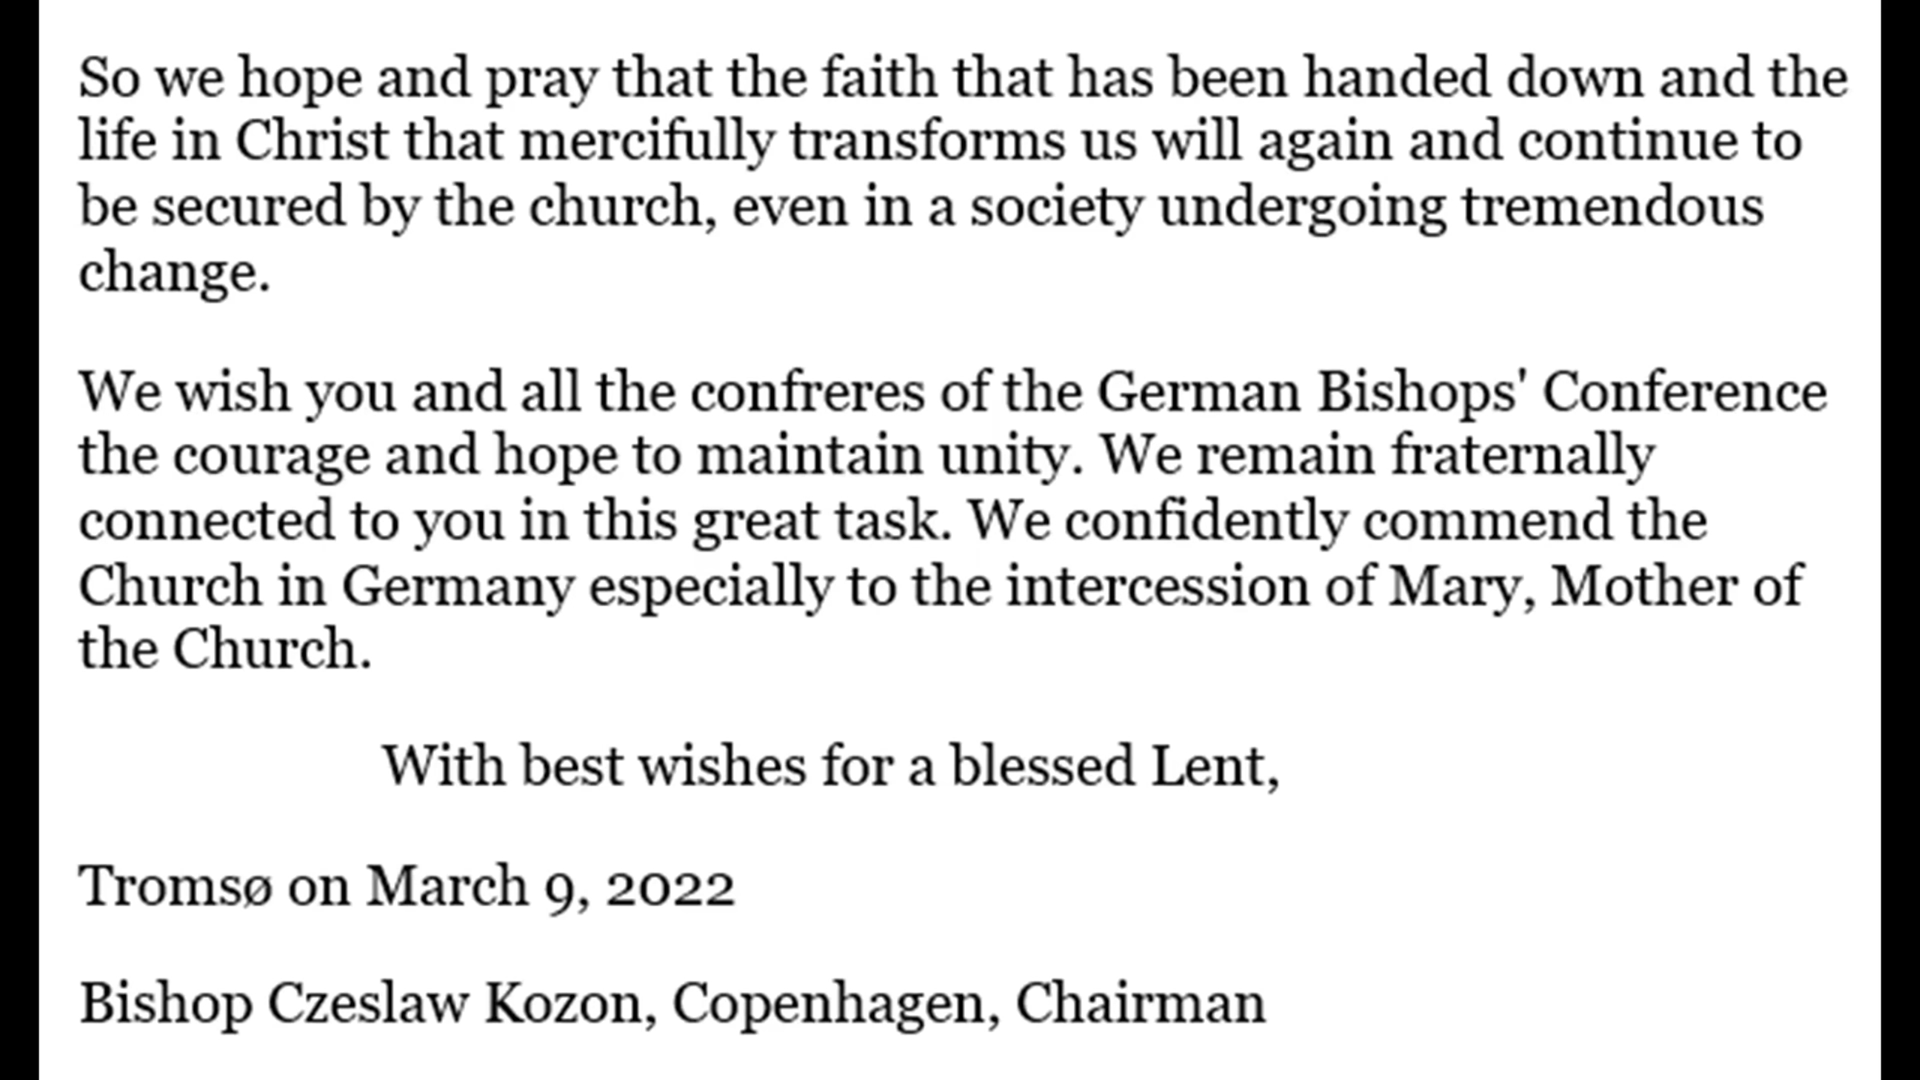 So we hope and pray that the faith that has been handed down and the
life in Christ that mercifully transforms us will again and continue to
be secured by the church, even in a society undergoing tremendous
change.
We wish you and all the confreres of the German Bishops' Conference
the courage and hope to maintain unity. We remain fraternally
connected to you in this great task. We confidently commend the
Church in Germany especially to the intercession of Mary, Mother of
the Church.
With best wishes for a blessed Lent,
Tromsø on March 9, 2022
Bishop Czeslaw Kozon, Copenhagen, Chairman